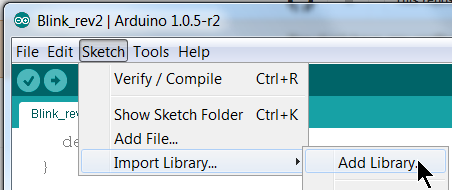 Blink_rev2 | Arduino 1.0.5-r2
File Edit Sketch Tools Help
Verify / Compile Ctrl+R
Blink_rev
Show Sketch Folder Ctrl+K
de
Add File...
}
Import Library...
Add Library...